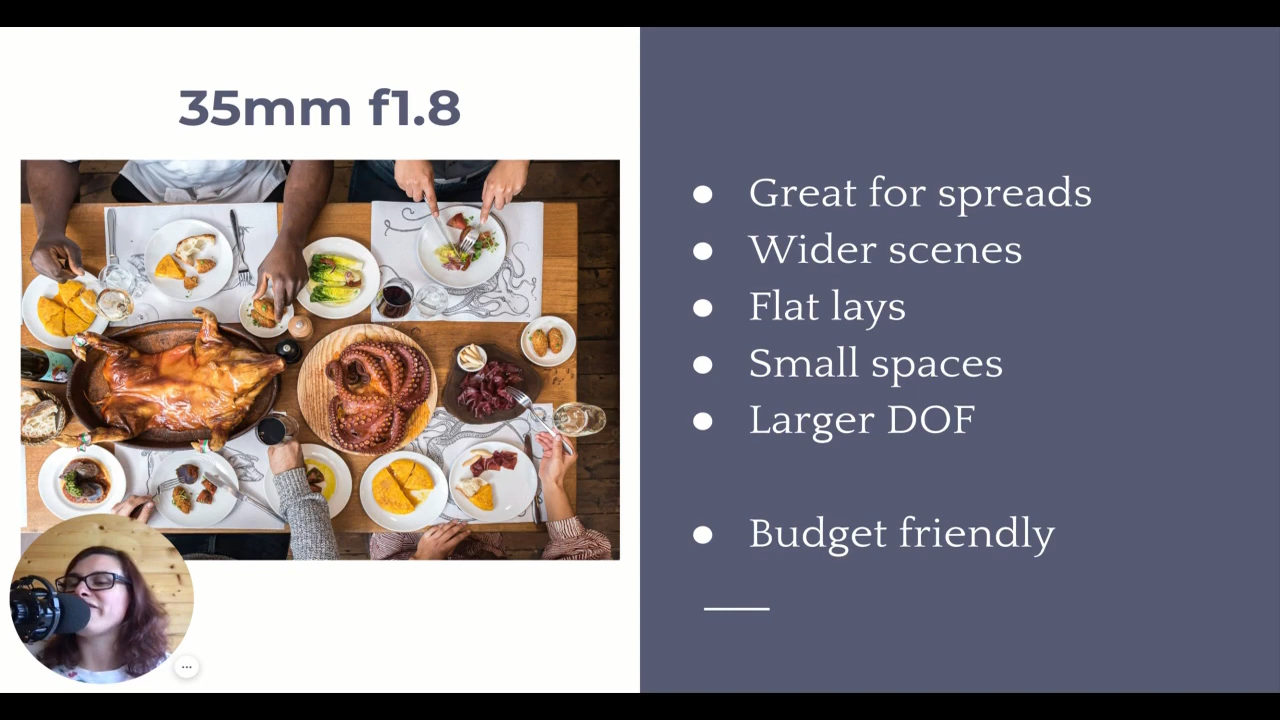 35mm f1.8
● Great for spreads
● Wider scenes
● Flat lays
● Small spaces
● Larger DOF
● Budget friendly